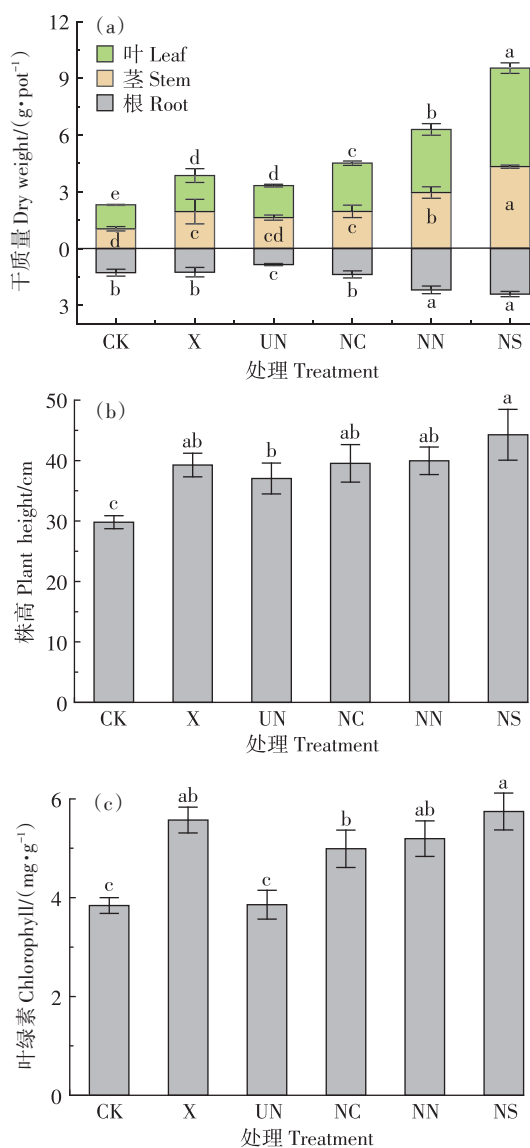 (a)
叶 Leaf
茎 Stem
根 Root
干质量 Dry weight/(g•pot⁻¹)
12
9
6
3
0
3
e d d c b a
d c cd c b a
b b c b a a
CK X UN NC NN NS
处理 Treatment
(b)
株高 Plant height/cm
50
40
30
20
10
0
c ab b ab ab a
CK X UN NC NN NS
处理 Treatment
(c)
叶绿素 Chlorophyll/(mg•g⁻¹)
6
4
2
0
c ab c b ab a
CK X UN NC NN NS
处理 Treatment